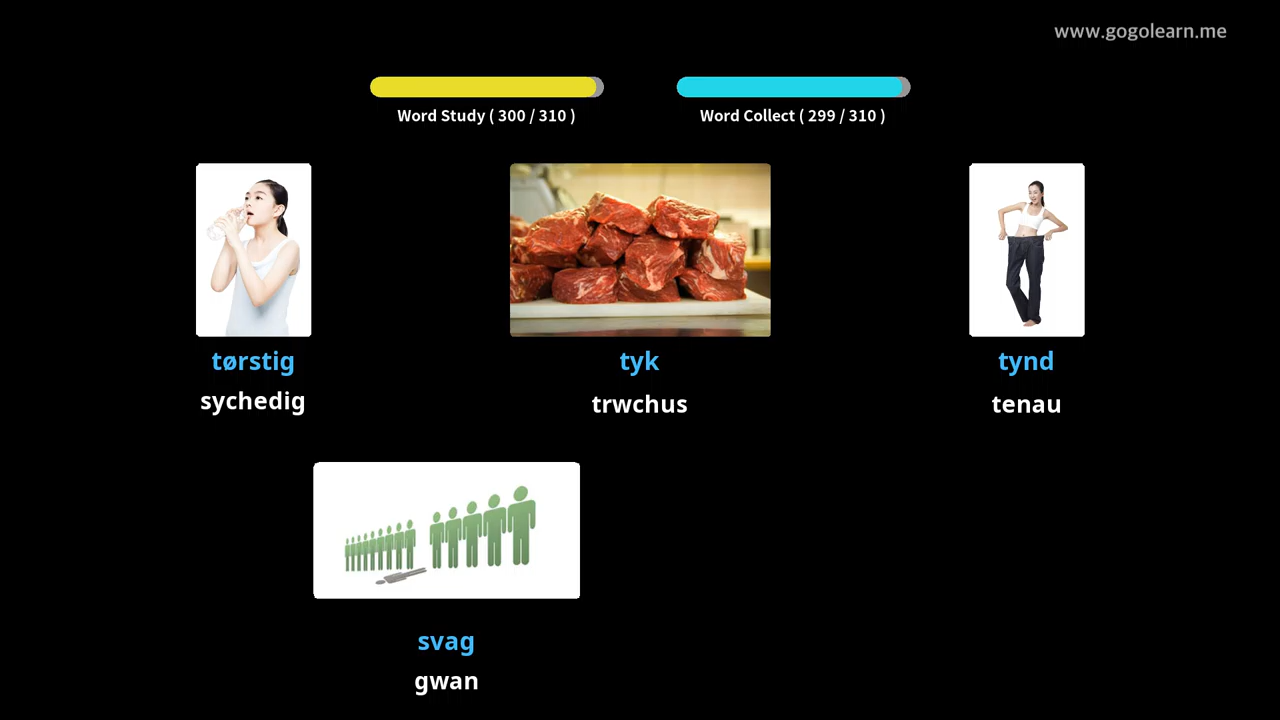 www.gogolearn.me
Word Study ( 300 / 310 )
Word Collect ( 299 / 310 )
tørstig
sychedig
tyk
trwchus
tynd
tenau
svag
gwan